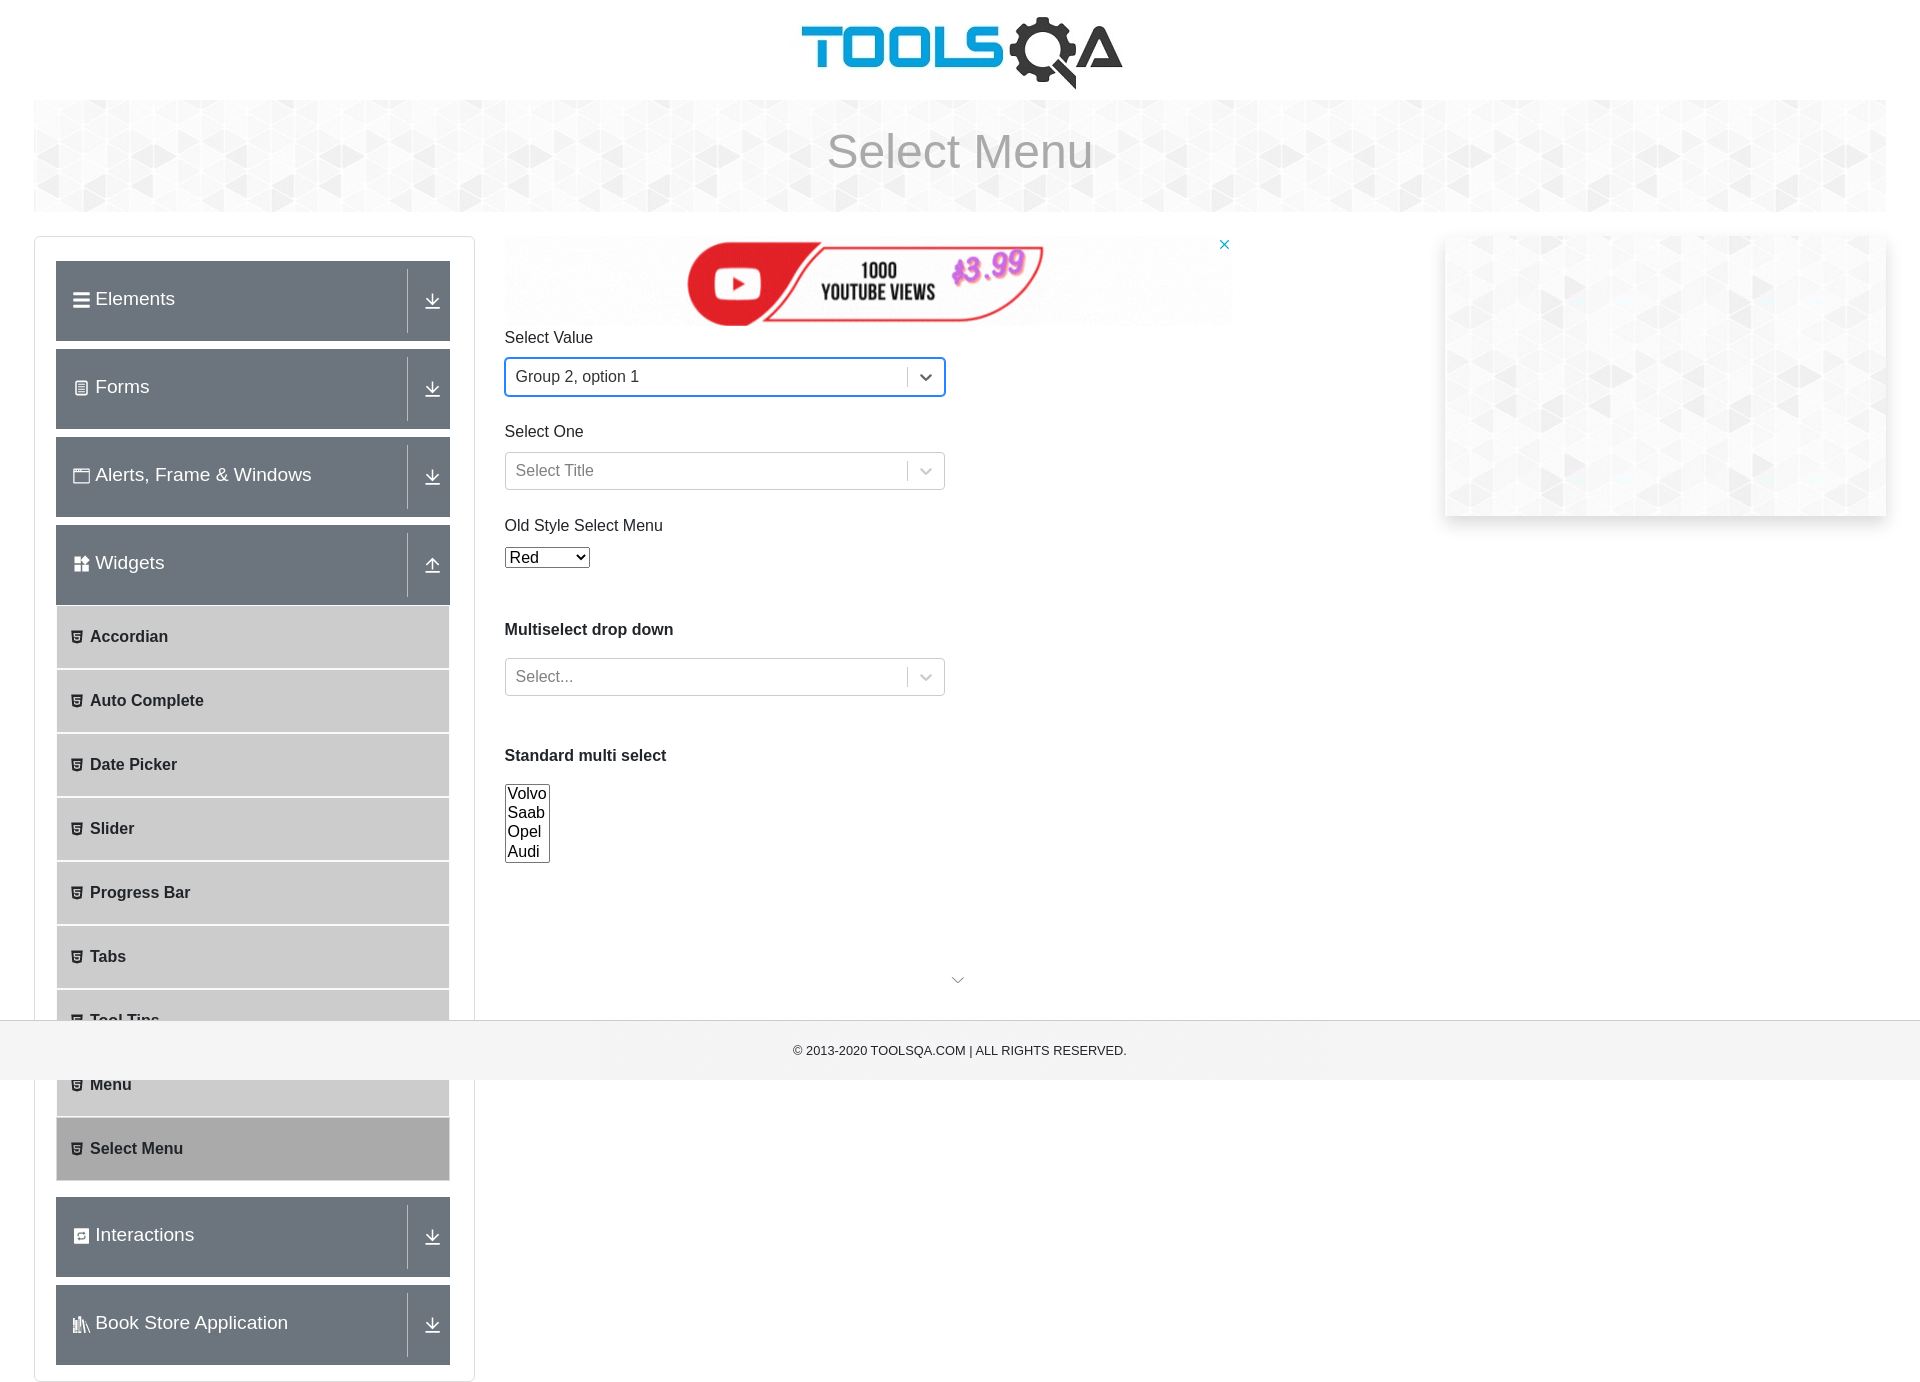 TOOLSQA
Select Menu
Elements
Forms
Alerts, Frame & Windows
Widgets
Accordian
Auto Complete
Date Picker
Slider
Progress Bar
Tabs
Tool Tips
Menu
Select Menu
Interactions
Book Store Application
1000
YOUTUBE VIEWS
$3.99
Select Value
Group 2, option 1
Select One
Select Title
Old Style Select Menu
Red
Multiselect drop down
Select...
Standard multi select
Volvo
Saab
Opel
Audi
© 2013-2020 TOOLSQA.COM | ALL RIGHTS RESERVED.